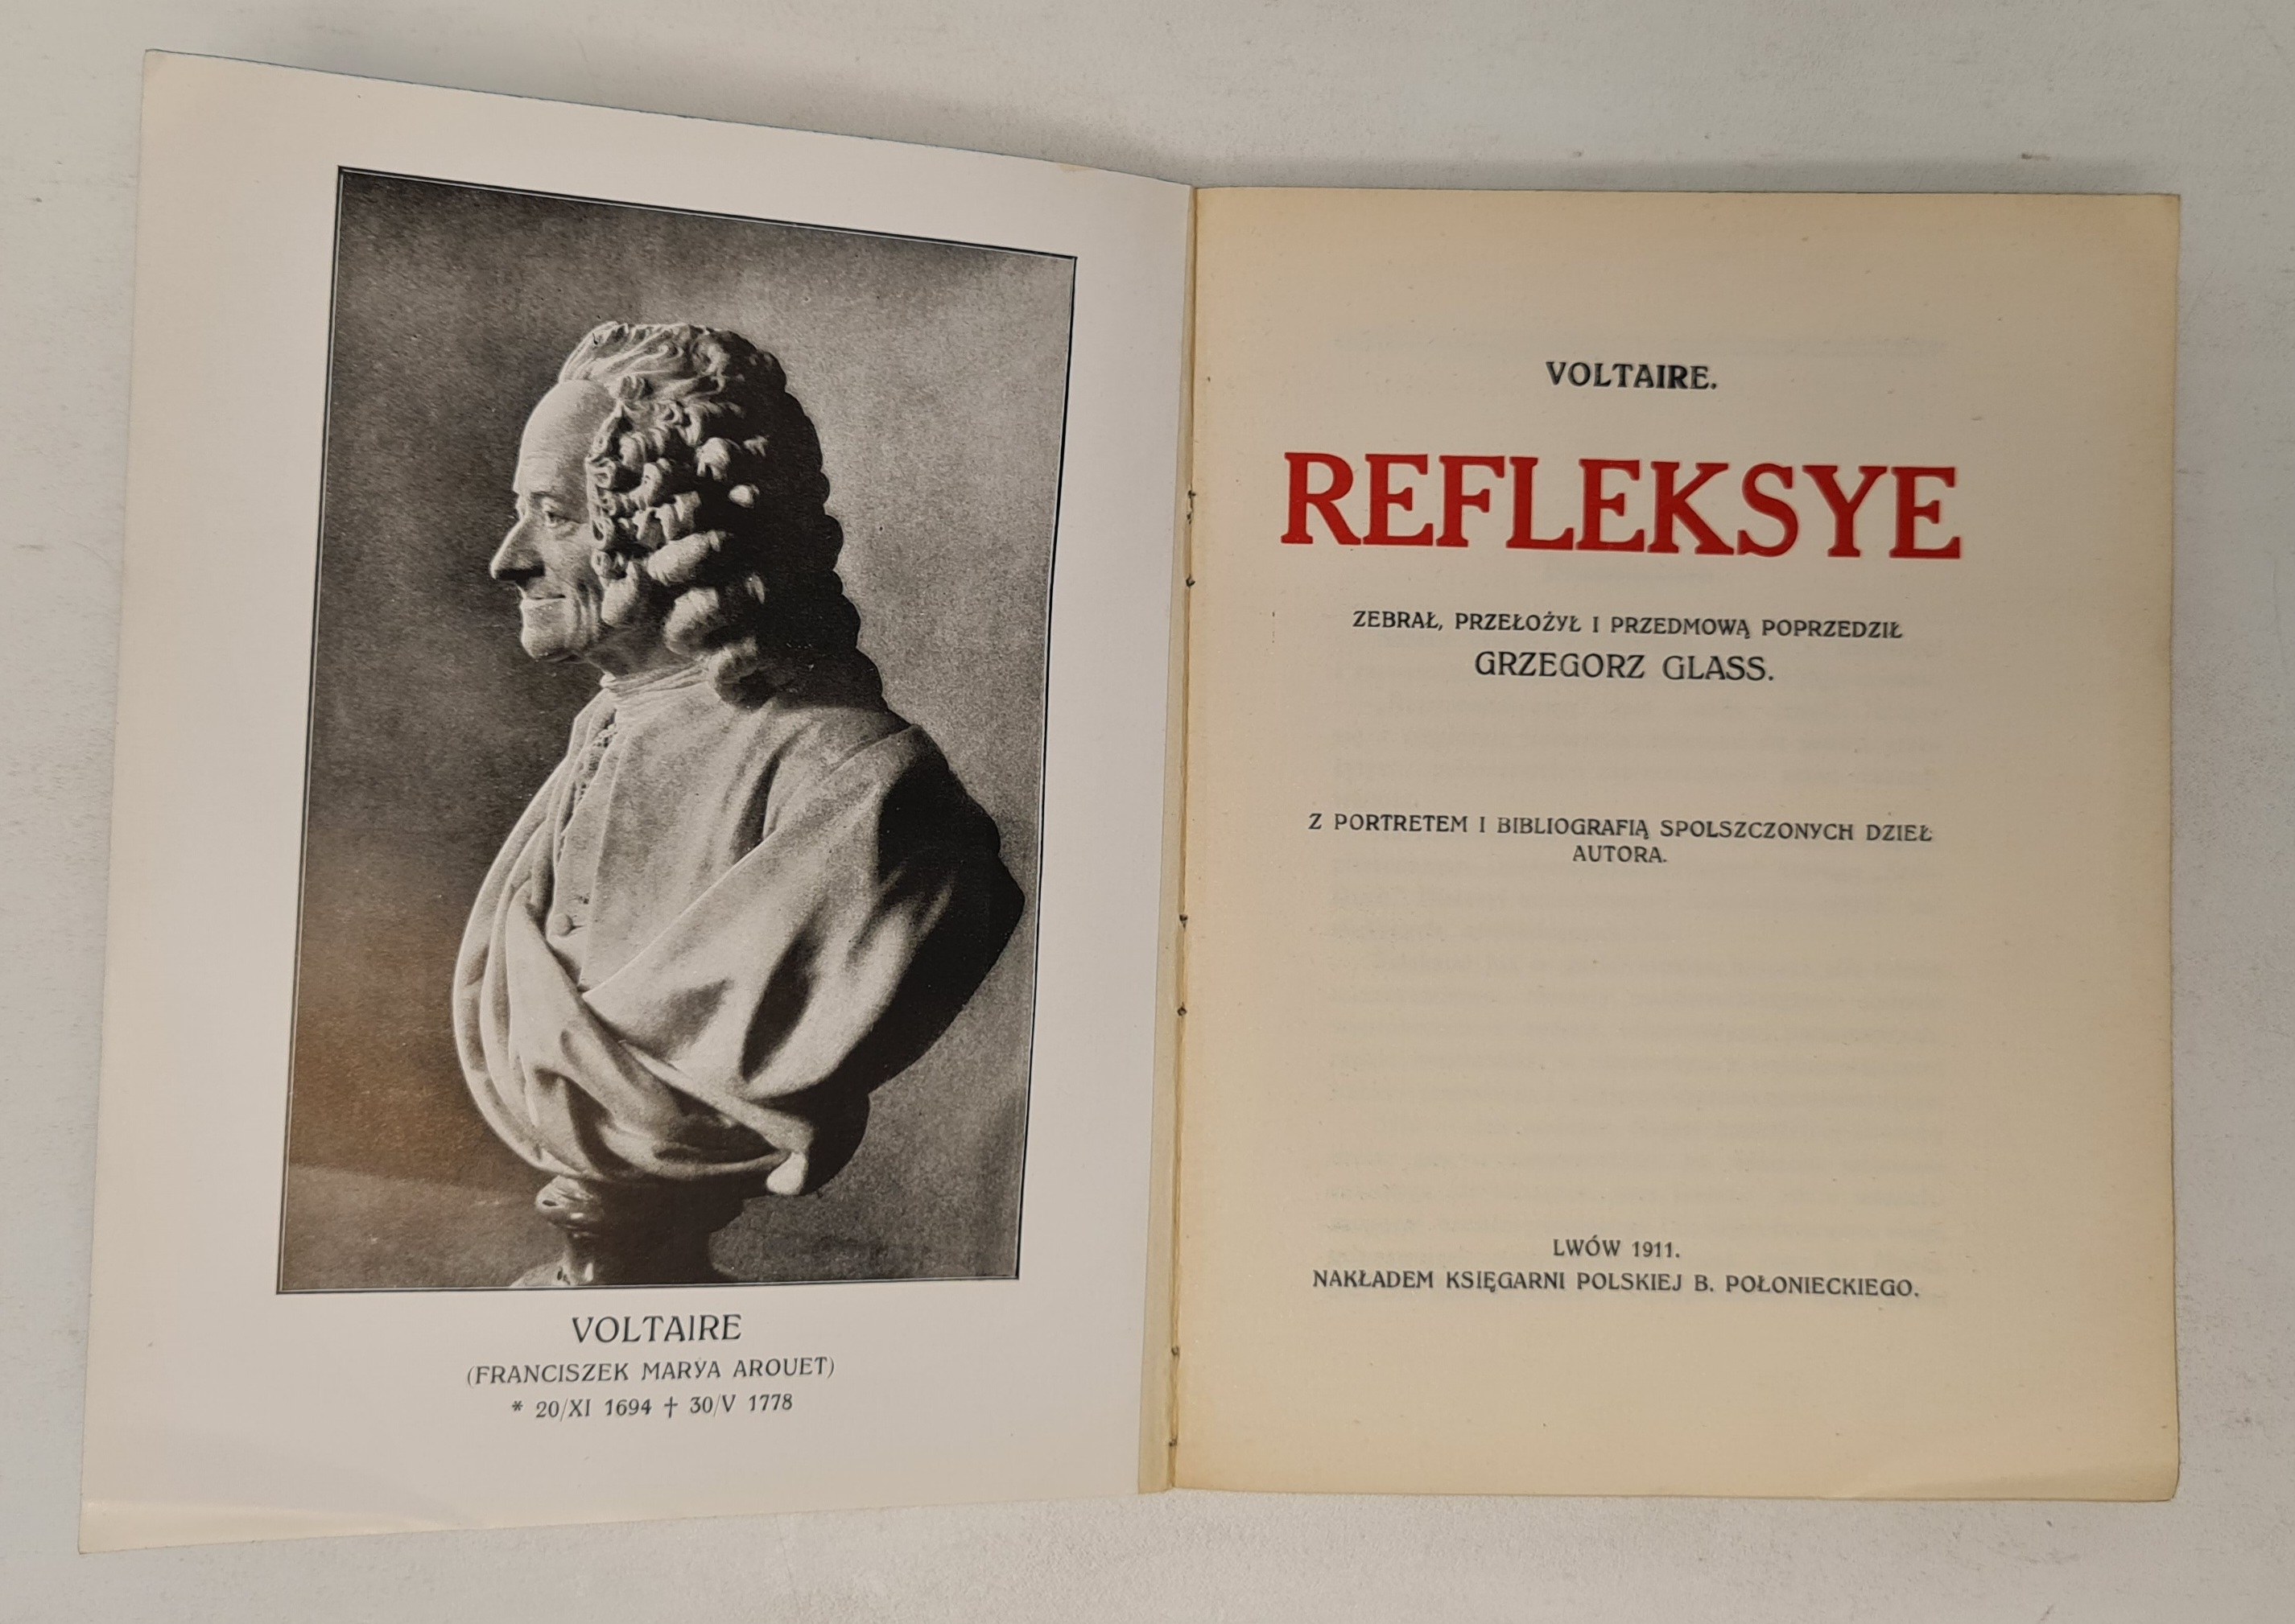 VOLTAIRE
(FRANCISZEK MARYA AROUET)
* 20/XI 1694 † 30/V 1778
VOLTAIRE.
REFLEKSYE
ZEBRAŁ, PRZEŁOŻYŁ I PRZEDMOWĄ POPRZEDZIŁ
GRZEGORZ GLASS.
Z PORTRETEM I BIBLIOGRAFIĄ SPOLSZCZONYCH DZIEŁ
AUTORA.
LWÓW 1911.
NAKŁADEM KSIĘGARNI POLSKIEJ B. POŁONIECKIEGO.